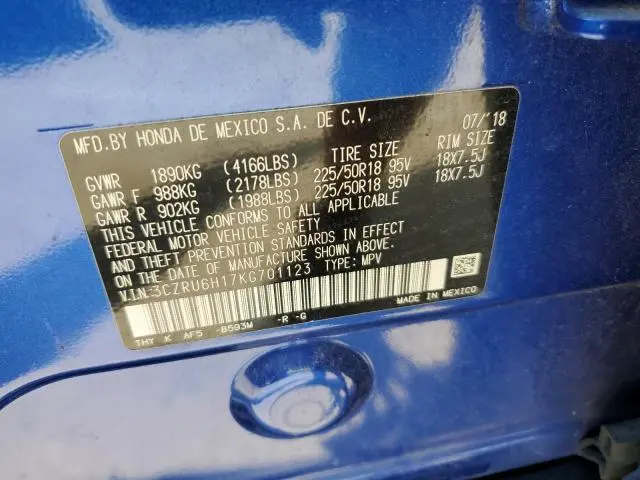 MFD.BY HONDA DE MEXICO S.A. DE C.V. 07/'18
GVWR 1890KG (4166LBS) TIRE SIZE RIM SIZE
GAWR F 988KG (2178LBS) 225/50R18 95V 18X7.5J
GAWR R 902KG (1988LBS) 225/50R18 95V 18X7.5J
THIS VEHICLE CONFORMS TO ALL APPLICABLE
FEDERAL MOTOR VEHICLE SAFETY
AND THEFT PREVENTION STANDARDS IN EFFECT
ON THE DATE OF MANUFACTURE SHOWN ABOVE.
V.I.N:3CZRU6H17KG701123 TYPE: MPV
MADE IN MEXICO
THY K AF5 -B593M -R -G